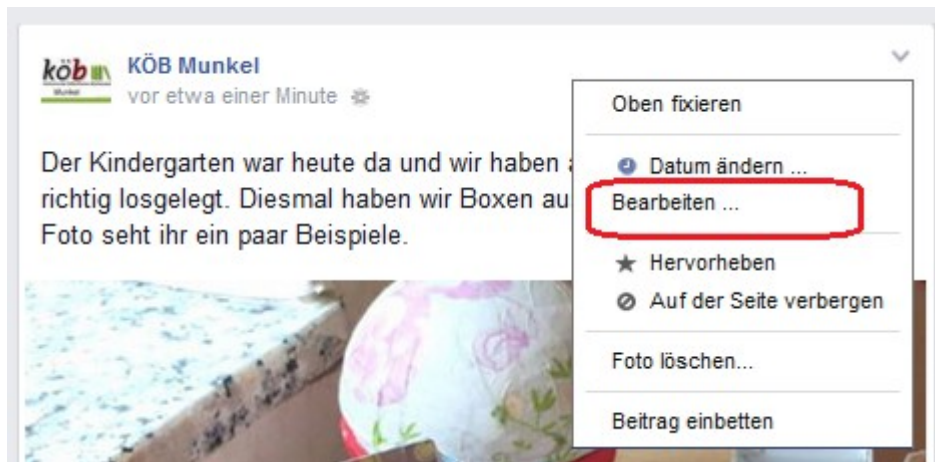 köb
Munkel
KÖB Munkel
vor etwa einer Minute
Der Kindergarten war heute da und wir haben
richtig losgelegt. Diesmal haben wir Boxen
Foto seht ihr ein paar Beispiele.
Oben fixieren
Datum ändern ...
Bearbeiten ...
Hervorheben
Auf der Seite verbergen
Foto löschen...
Beitrag einbetten